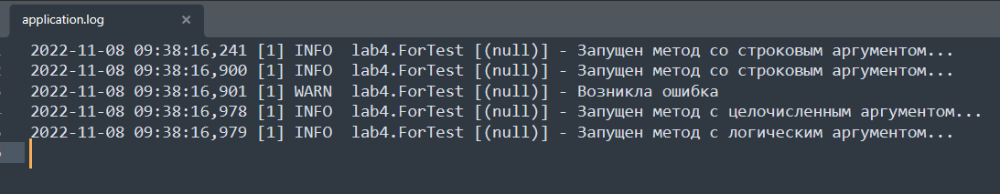 application.log ×
2022-11-08 09:38:16,241 [1] INFO  lab4.ForTest [(null)] - Запущен метод со строковым аргументом...
2022-11-08 09:38:16,900 [1] INFO  lab4.ForTest [(null)] - Запущен метод со строковым аргументом...
2022-11-08 09:38:16,901 [1] WARN  lab4.ForTest [(null)] - Возникла ошибка
2022-11-08 09:38:16,978 [1] INFO  lab4.ForTest [(null)] - Запущен метод с целочисленным аргументом...
2022-11-08 09:38:16,979 [1] INFO  lab4.ForTest [(null)] - Запущен метод с логическим аргументом...